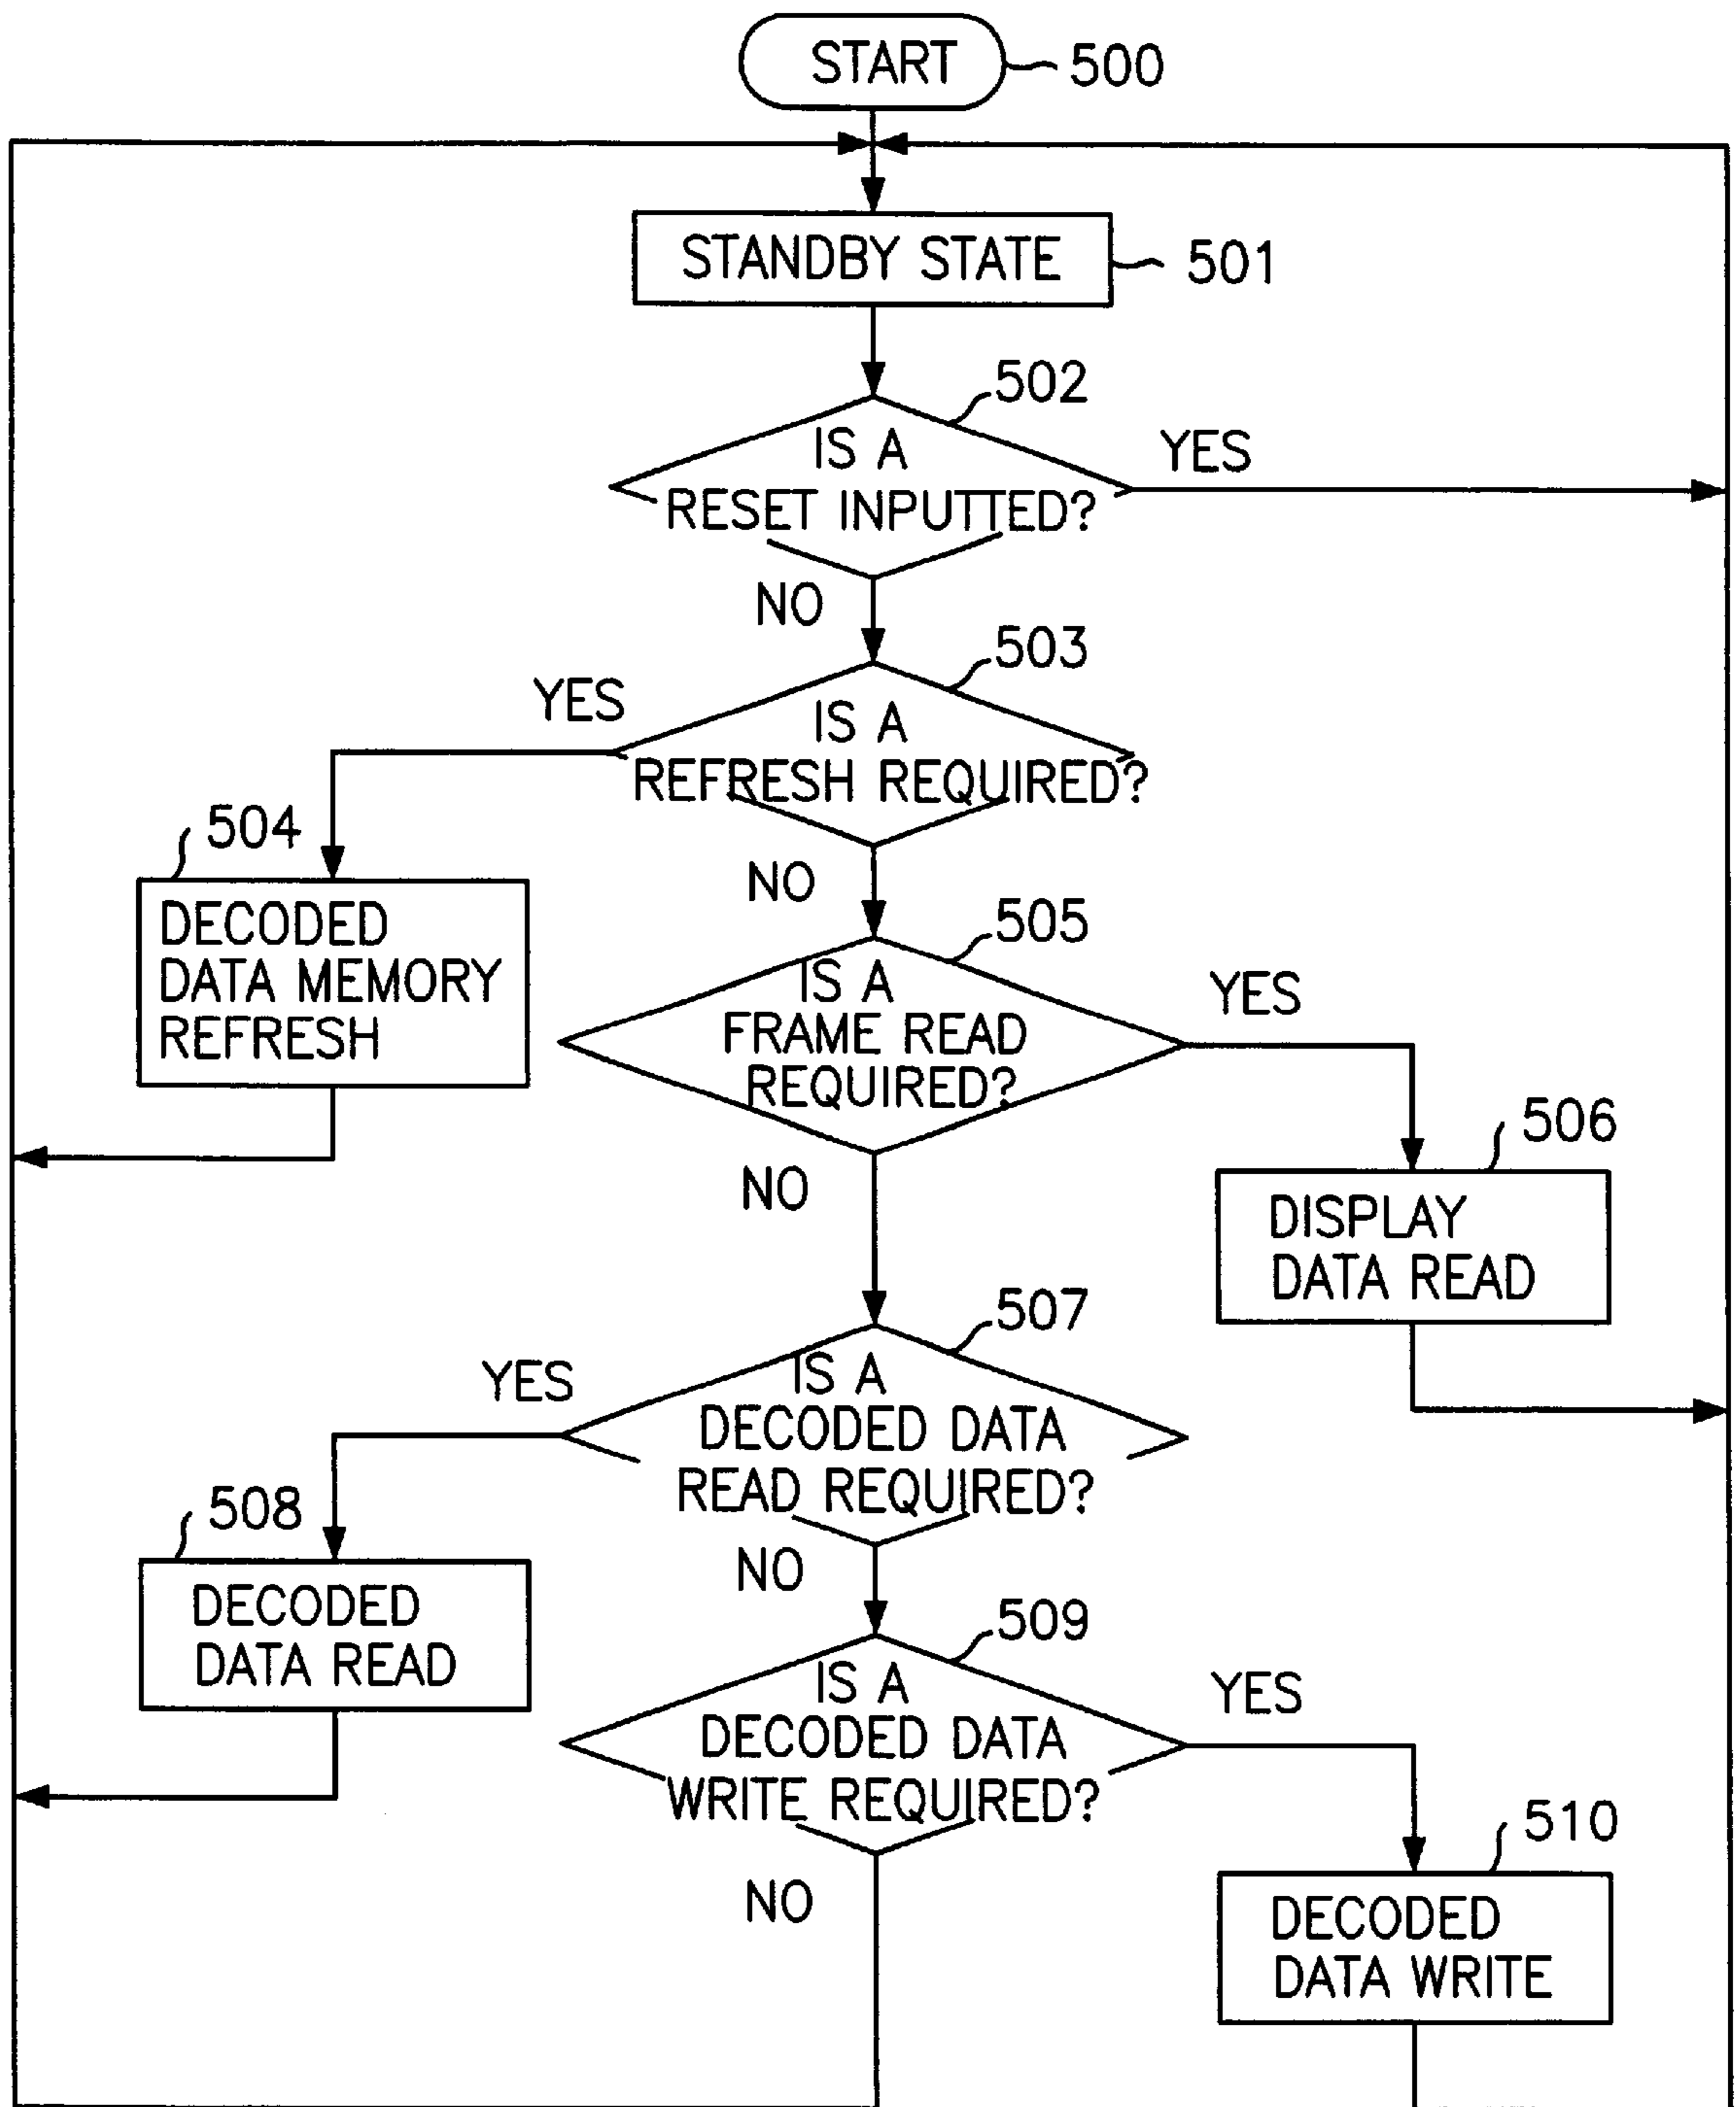 START
500
STANDBY STATE
501
502
IS A
RESET INPUTTED?
YES
NO
503
YES
IS A
REFRESH REQUIRED?
504
NO
DECODED
DATA MEMORY
REFRESH
505
IS A
FRAME READ
REQUIRED?
YES
506
NO
DISPLAY
DATA READ
507
YES
IS A
DECODED DATA
READ REQUIRED?
508
NO
DECODED
DATA READ
509
IS A
DECODED DATA
WRITE REQUIRED?
YES
510
NO
DECODED
DATA WRITE